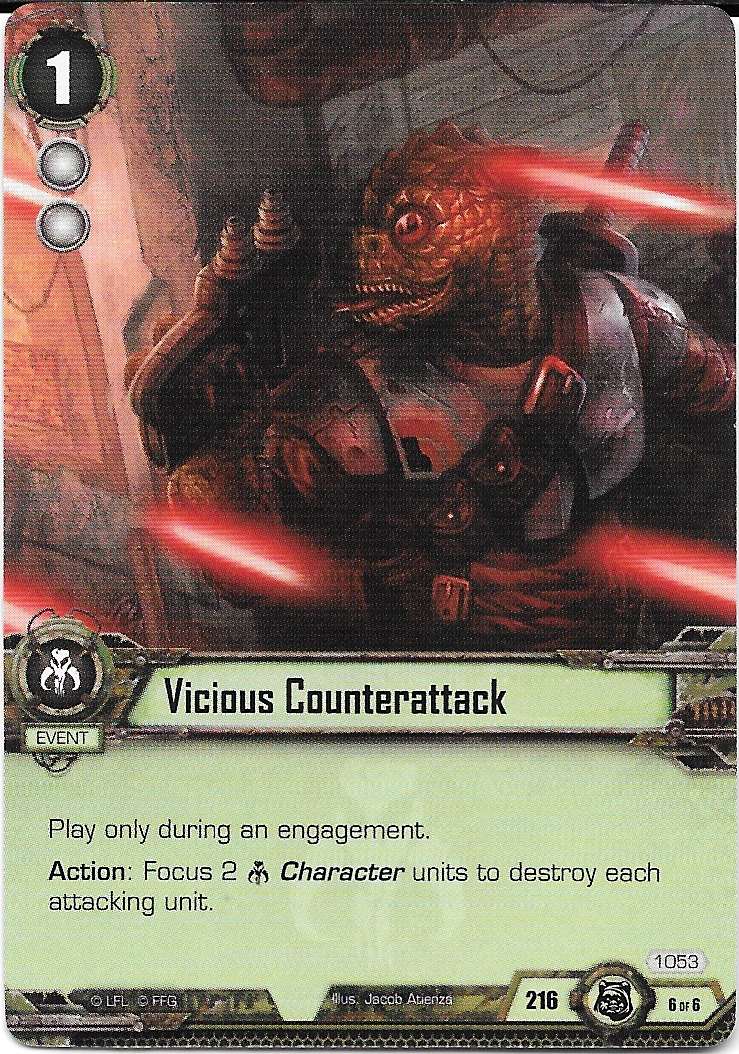 1
Vicious Counterattack
EVENT
Play only during an engagement.
Action: Focus 2 Character units to destroy each
attacking unit.
1053
© LFL © FFG
Illus. Jacob Atienza
216
6 OF 6